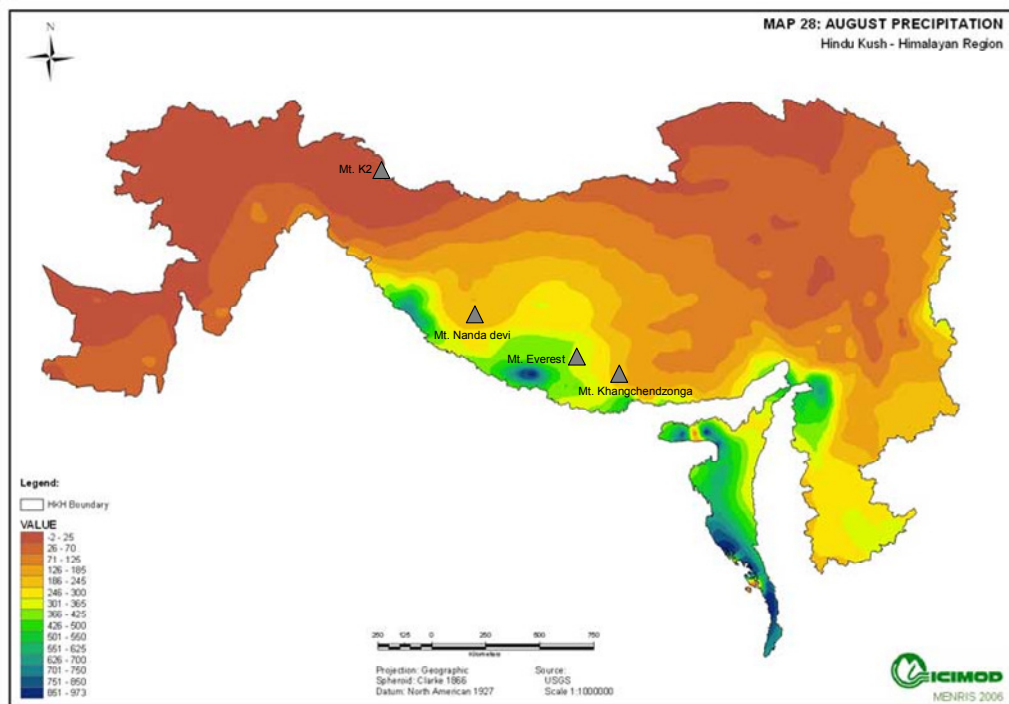 MAP 28: AUGUST PRECIPITATION
Hindu Kush - Himalayan Region
N
Mt. K2
Mt. Nanda devi
Mt. Everest
Mt. Khangchendzonga
Legend:
HKH Boundary
VALUE
-2 - 25
26 - 70
71 - 125
126 - 185
186 - 245
246 - 300
301 - 365
366 - 425
426 - 500
501 - 550
551 - 625
626 - 700
701 - 750
751 - 850
851 - 973
250 125 0 250 500 750
Kilometers
Projection: Geographic
Spheroid: Clarke 1866
Datum: North American 1927
Source:
USGS
Scale 1:1000000
ICIMOD
MENRIS 2006